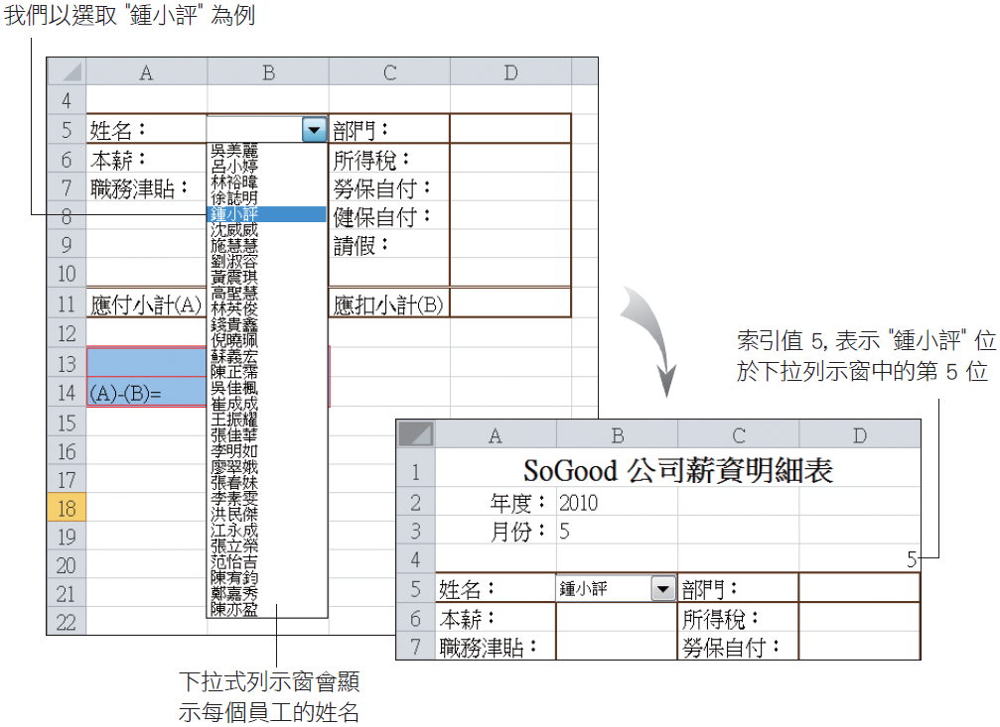 我們以選取 "鍾小評" 為例
A B C D
4
5 姓名： 部門：
6 本薪： 所得稅：
7 職務津貼： 勞保自付：
8 健保自付：
9 請假：
10
11 應付小計(A) 應扣小計(B)
12
13
14 (A)-(B)=
15
16
17
18
19
20
21
22
吳美麗
呂小婷
林裕暐
徐誌明
鍾小評
沈威威
施慧慧
劉淑容
黃震琪
高聖慧
林英俊
錢貴鑫
倪曉珮
蘇義宏
陳正霈
吳佳楓
崔成成
王振耀
張佳華
李明如
廖翠娥
張春妹
李素雯
洪民傑
江永成
張立榮
范怡吉
陳宥鈞
鄭嘉秀
陳亦盈
下拉式列示窗會顯
示每個員工的姓名
索引值 5, 表示 "鍾小評" 位
於下拉列示窗中的第 5 位
A B C D
1 SoGood 公司薪資明細表
2 年度： 2010
3 月份： 5
4 5
5 姓名： 鍾小評 部門：
6 本薪： 所得稅：
7 職務津貼： 勞保自付：